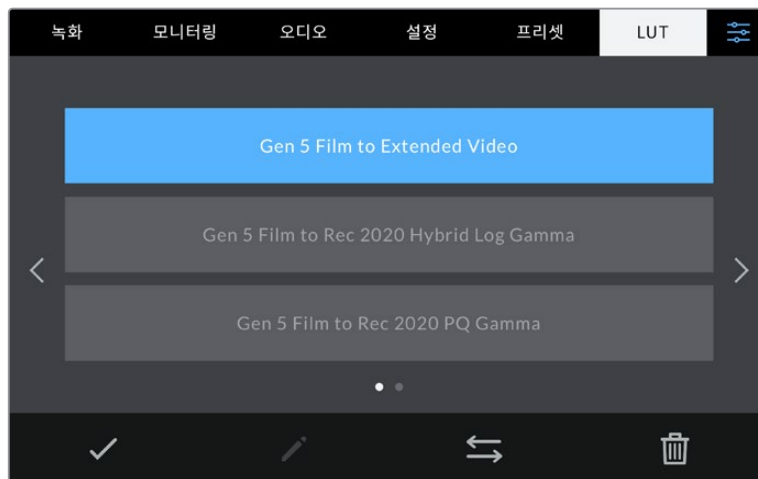 녹화 모니터링 오디오 설정 프리셋 LUT
Gen 5 Film to Extended Video
Gen 5 Film to Rec 2020 Hybrid Log Gamma
Gen 5 Film to Rec 2020 PQ Gamma